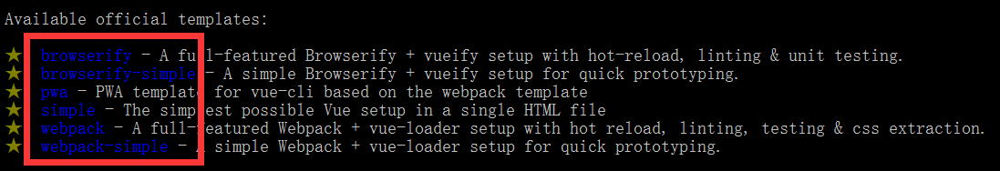 Available official templates:
★ browserify - A full-featured Browserify + vueify setup with hot-reload, linting & unit testing.
★ browserify-simple - A simple Browserify + vueify setup for quick prototyping.
★ pwa - PWA template for vue-cli based on the webpack template
★ simple - The simplest possible Vue setup in a single HTML file
★ webpack - A full-featured Webpack + vue-loader setup with hot reload, linting, testing & css extraction.
★ webpack-simple - A simple Webpack + vue-loader setup for quick prototyping.